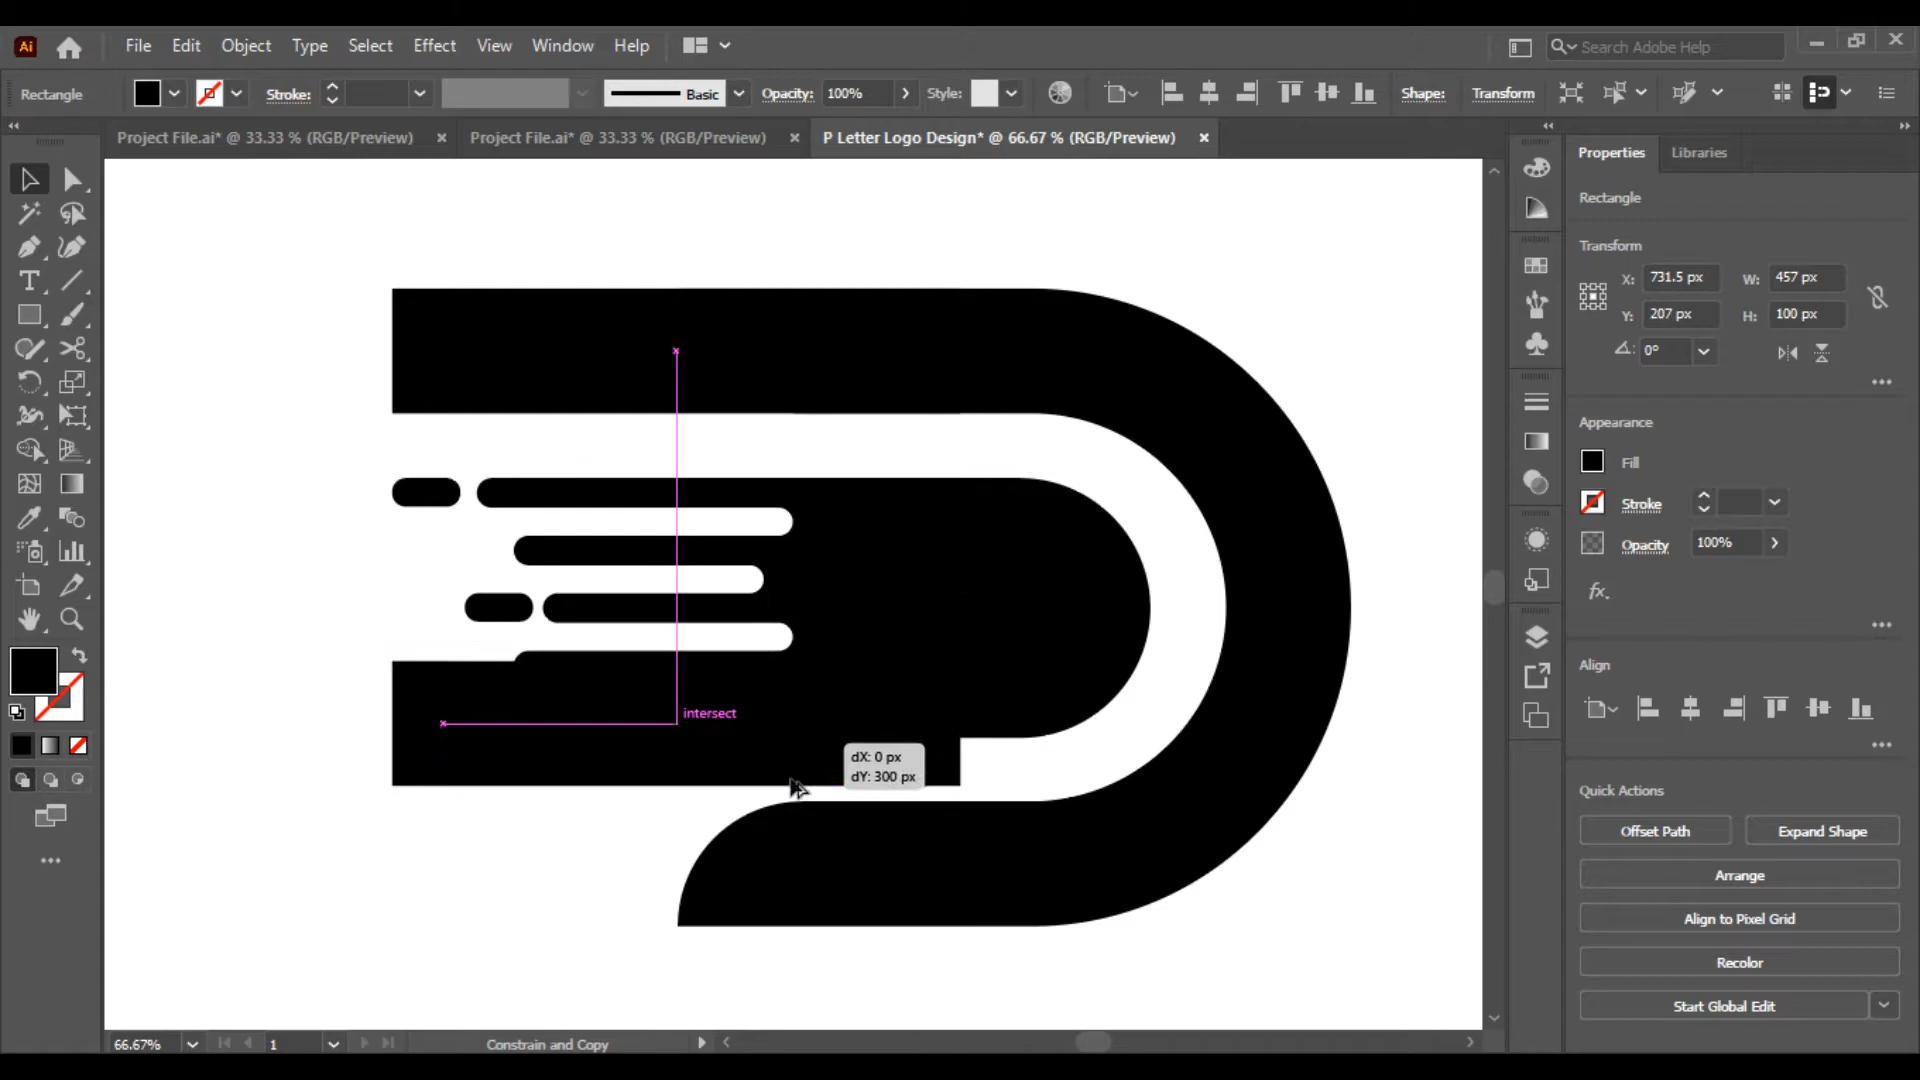 Ai File Edit Object Type Select Effect View Window Help Search Adobe Help
Rectangle Stroke: Basic Opacity: 100% Style: Shape: Transform
Project File.ai* @ 33.33 % (RGB/Preview) × Project File.ai* @ 33.33 % (RGB/Preview) × P Letter Logo Design* @ 66.67 % (RGB/Preview) ×
Properties Libraries
Rectangle
Transform
X: 731.5 px W: 457 px
Y: 207 px H: 100 px
0°
Appearance
Fill
Stroke
Opacity 100%
fx.
Align
intersect
dX: 0 px
dY: 300 px
Quick Actions
Offset Path Expand Shape
Arrange
Align to Pixel Grid
Recolor
Start Global Edit
66.67% 1 Constrain and Copy